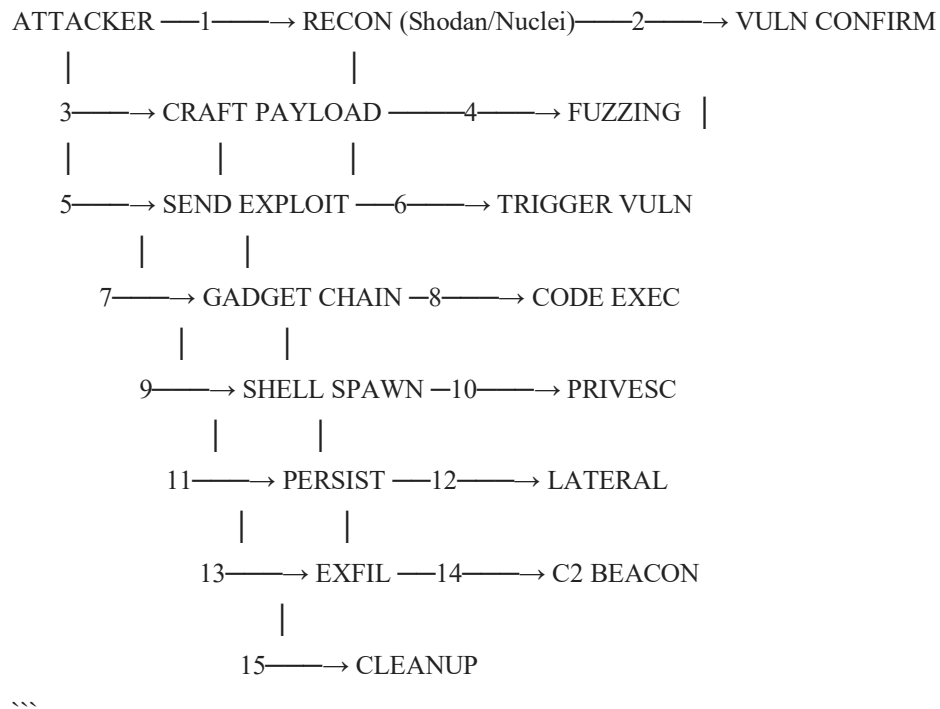 ATTACKER ──1───→ RECON (Shodan/Nuclei)───2───→ VULN CONFIRM
│ │
3───→ CRAFT PAYLOAD ────4───→ FUZZING │
│ │ │
5───→ SEND EXPLOIT ──6───→ TRIGGER VULN
│ │
7───→ GADGET CHAIN ─8───→ CODE EXEC
│ │
9───→ SHELL SPAWN ─10───→ PRIVESC
│ │
11───→ PERSIST ──12───→ LATERAL
│ │
13───→ EXFIL ──14───→ C2 BEACON
│
15───→ CLEANUP
```